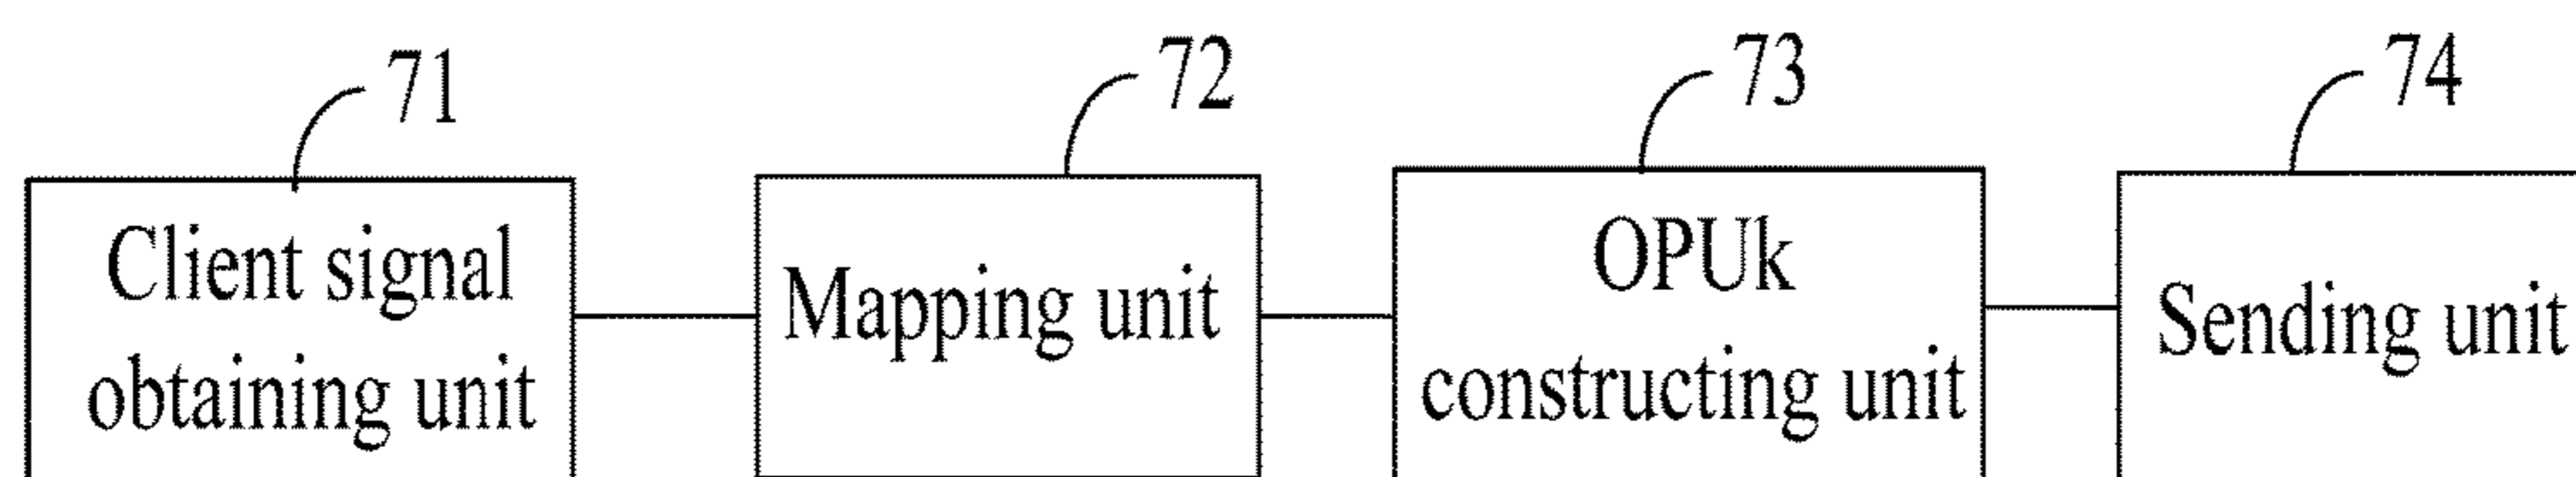 71
72
73
74
Client signal
obtaining unit
Mapping unit
OPUk
constructing unit
Sending unit